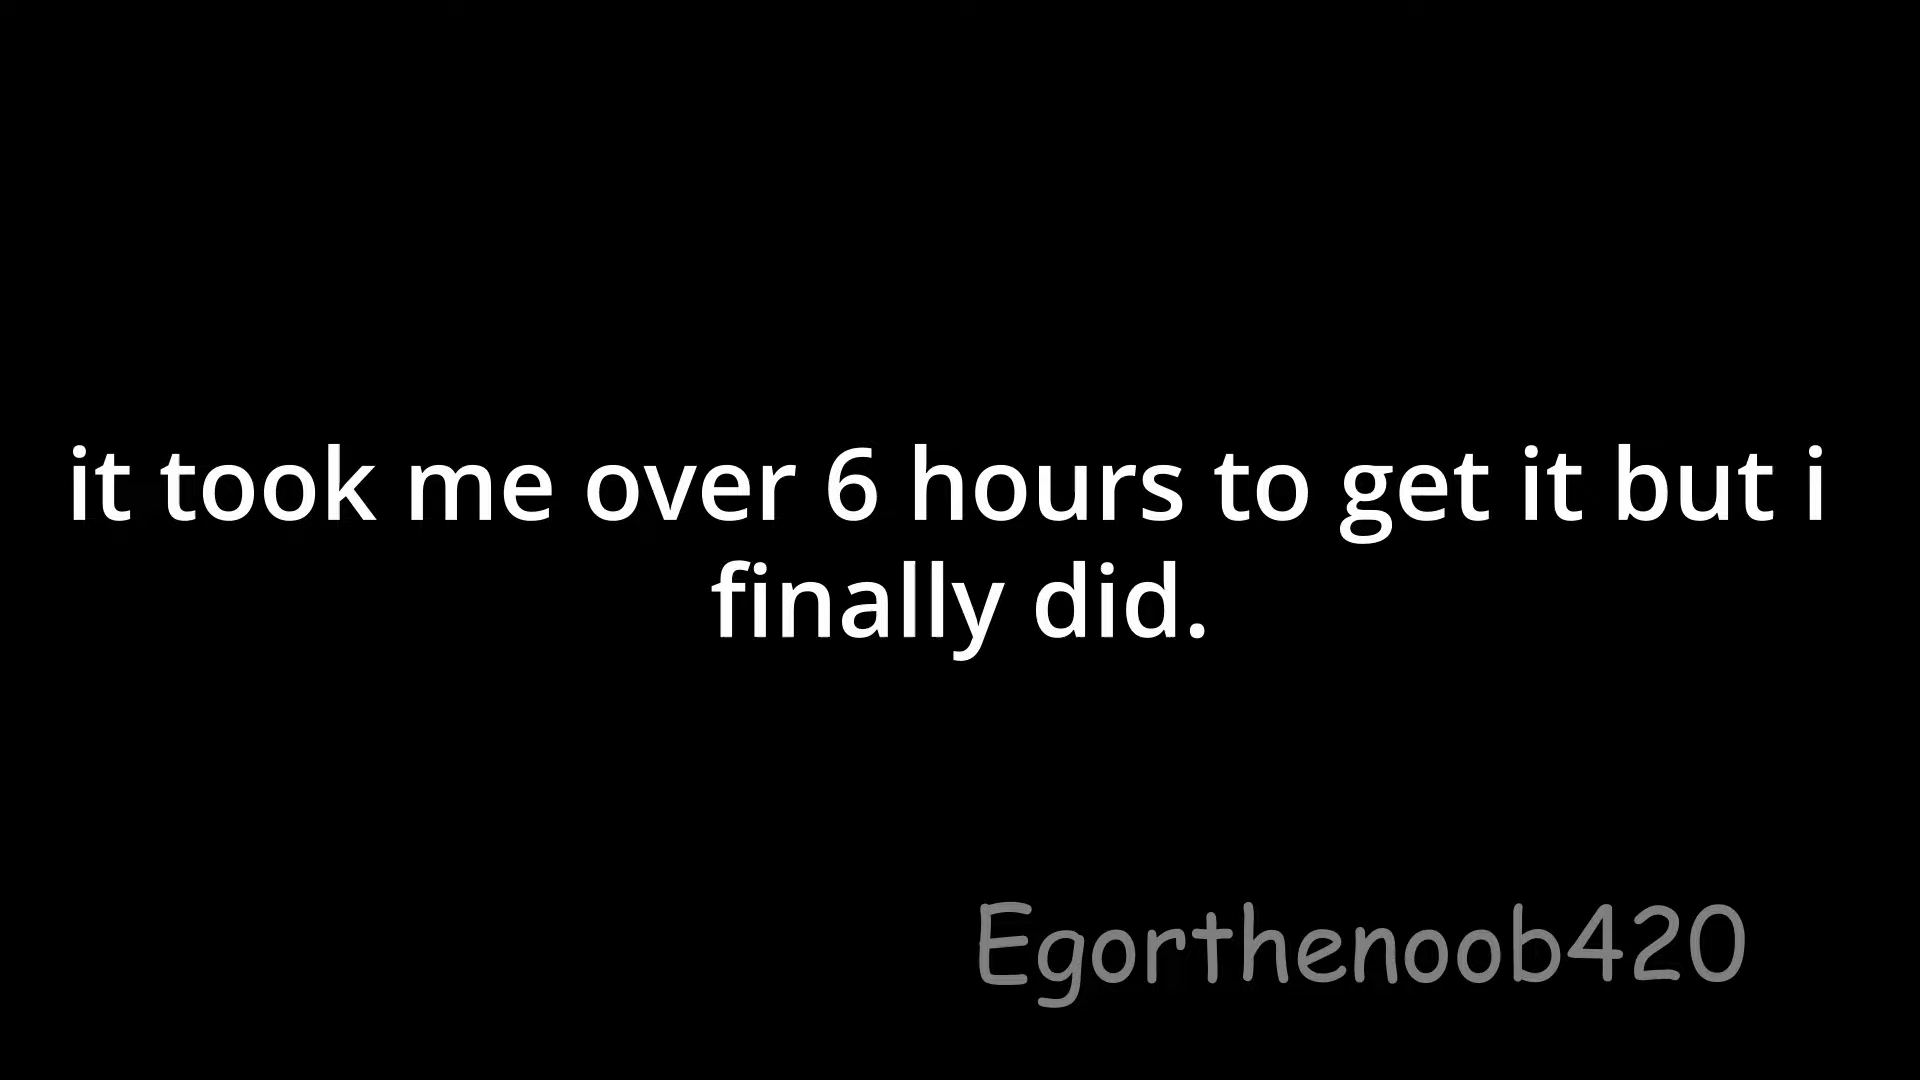 it took me over 6 hours to get it but i
finally did.
Egorthenoob420